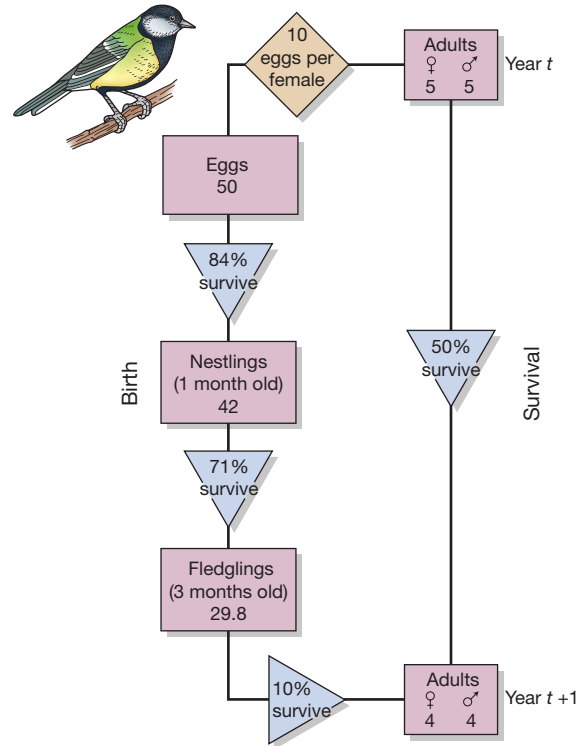 10
eggs per
female
Adults
♀ ♂
5 5
Year t
Eggs
50
84%
survive
Nestlings
(1 month old)
42
Birth
50%
survive
Survival
71%
survive
Fledglings
(3 months old)
29.8
10%
survive
Adults
♀ ♂
4 4
Year t +1